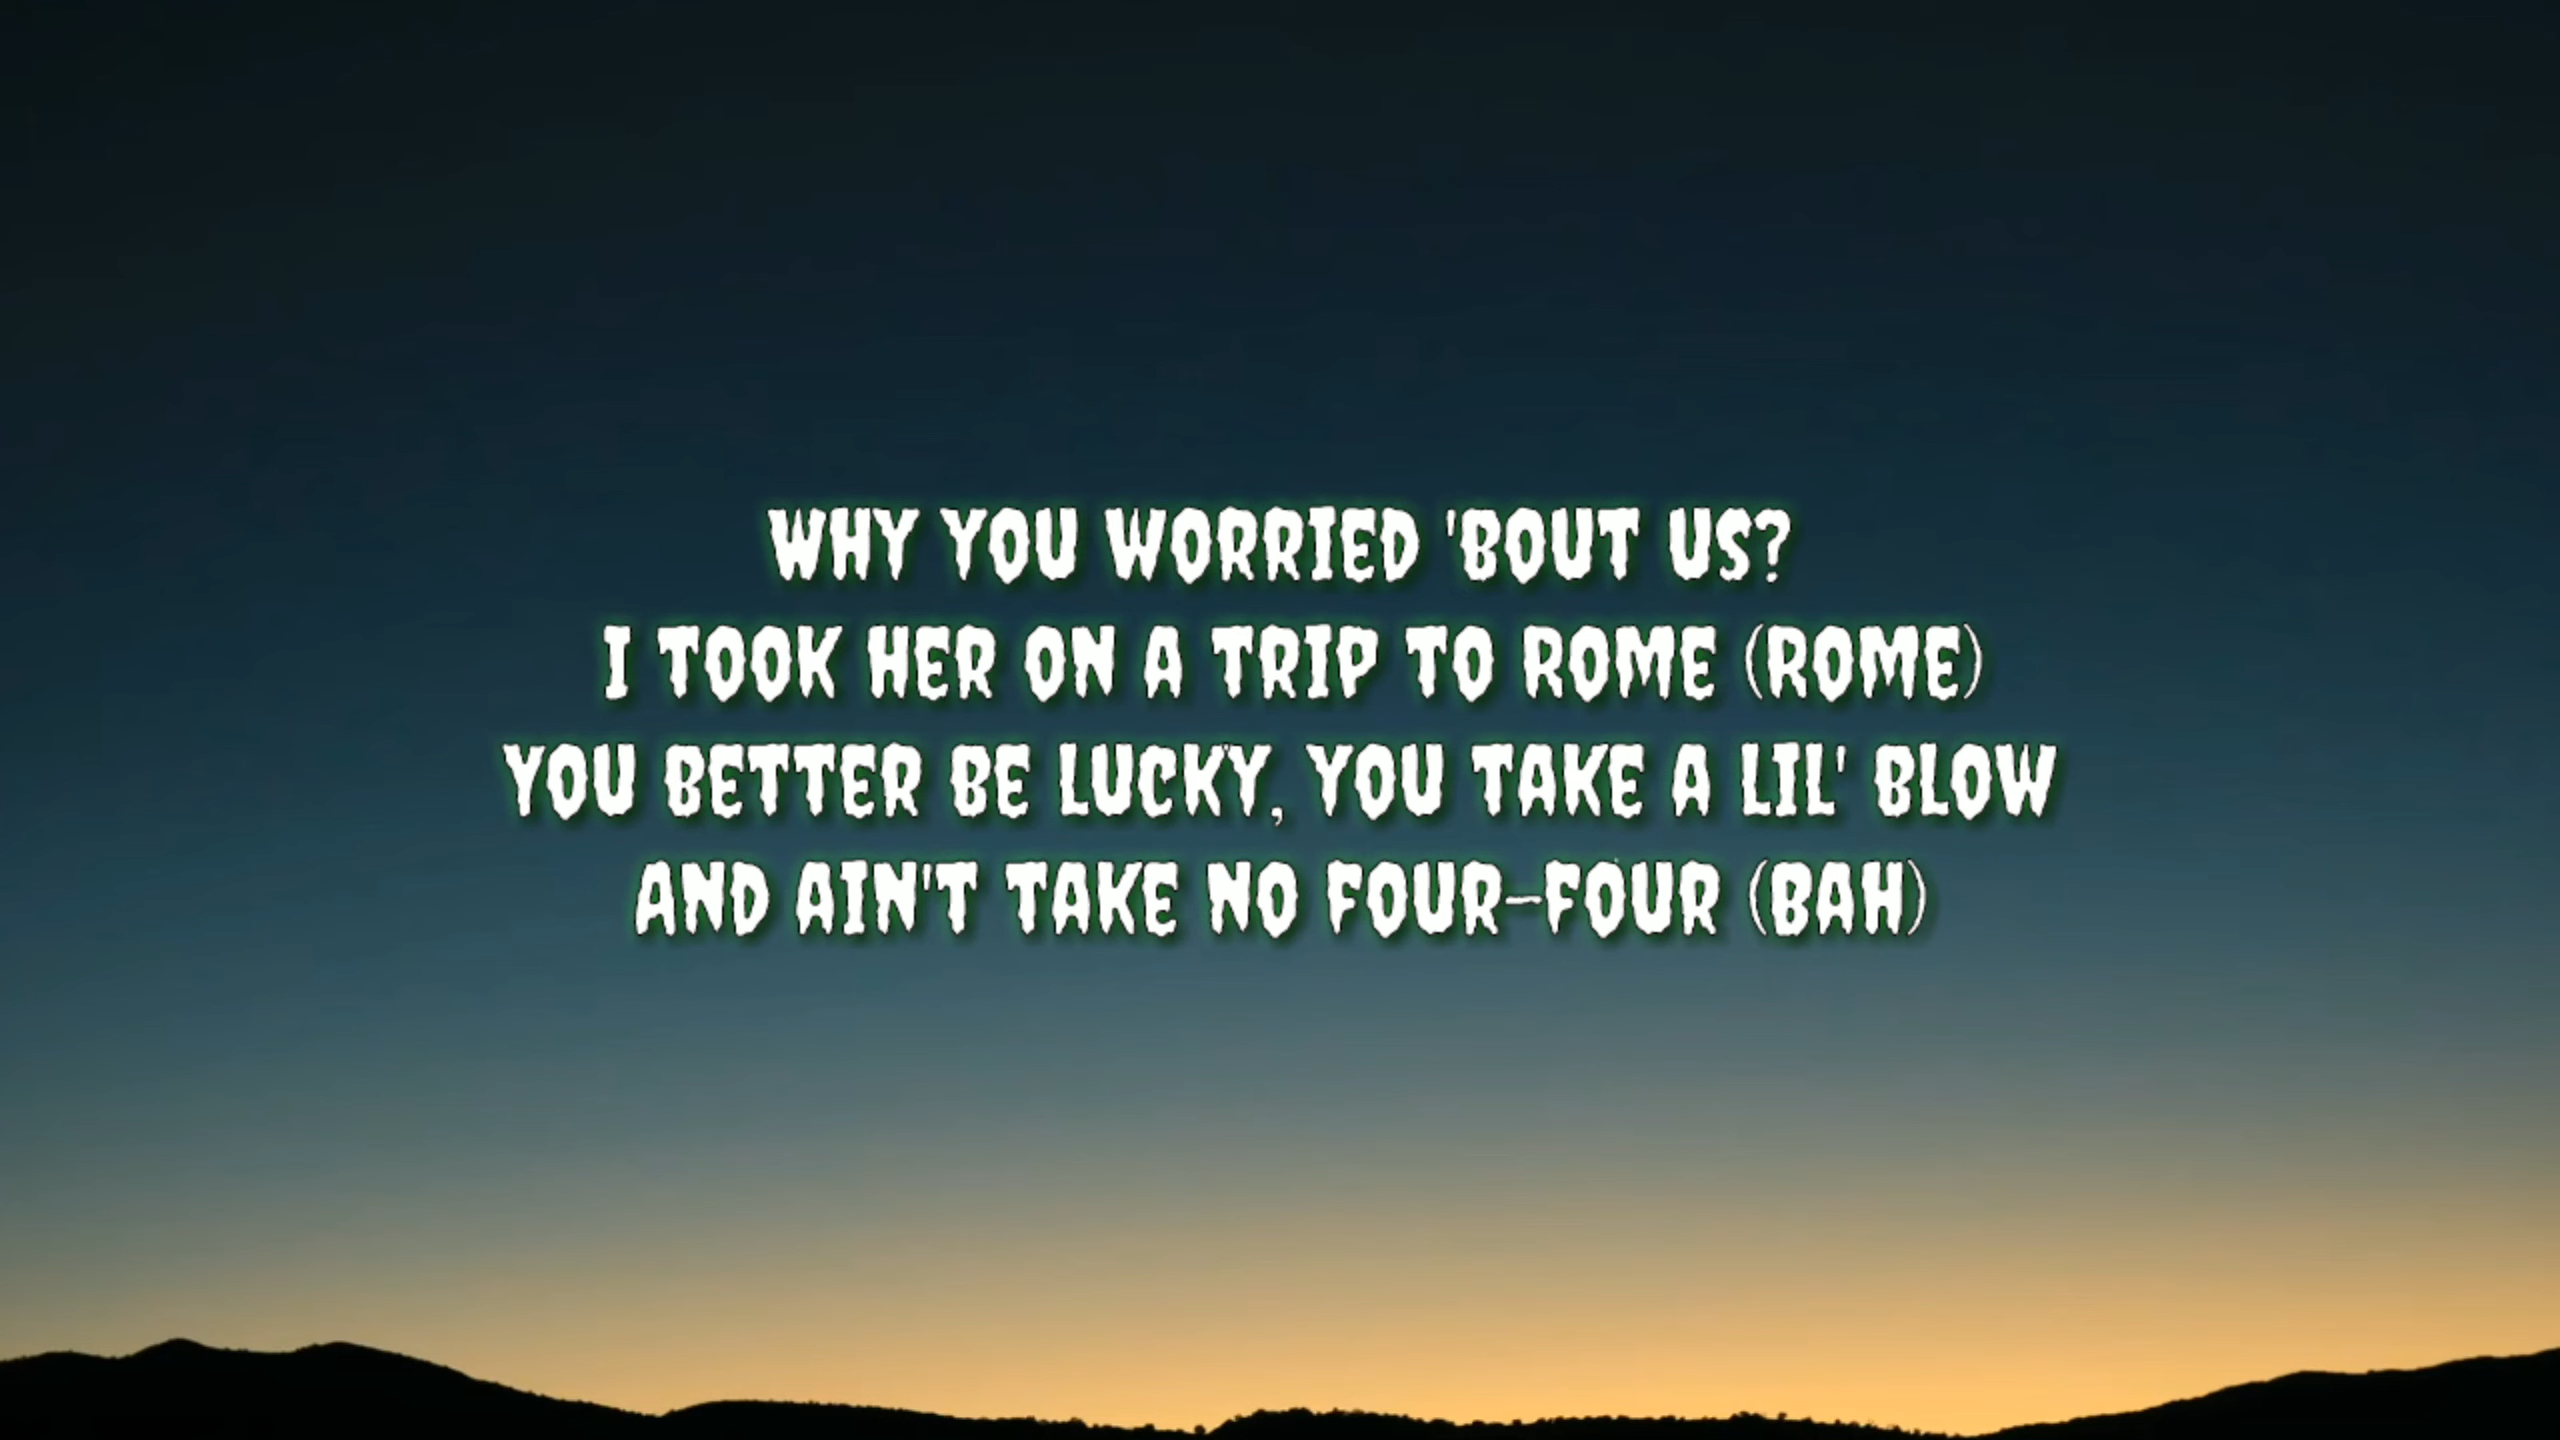 WHY YOU WORRIED 'BOUT US?
I TOOK HER ON A TRIP TO ROME (ROME)
YOU BETTER BE LUCKY, YOU TAKE A LIL' BLOW
AND AIN'T TAKE NO FOUR-FOUR (BAH)